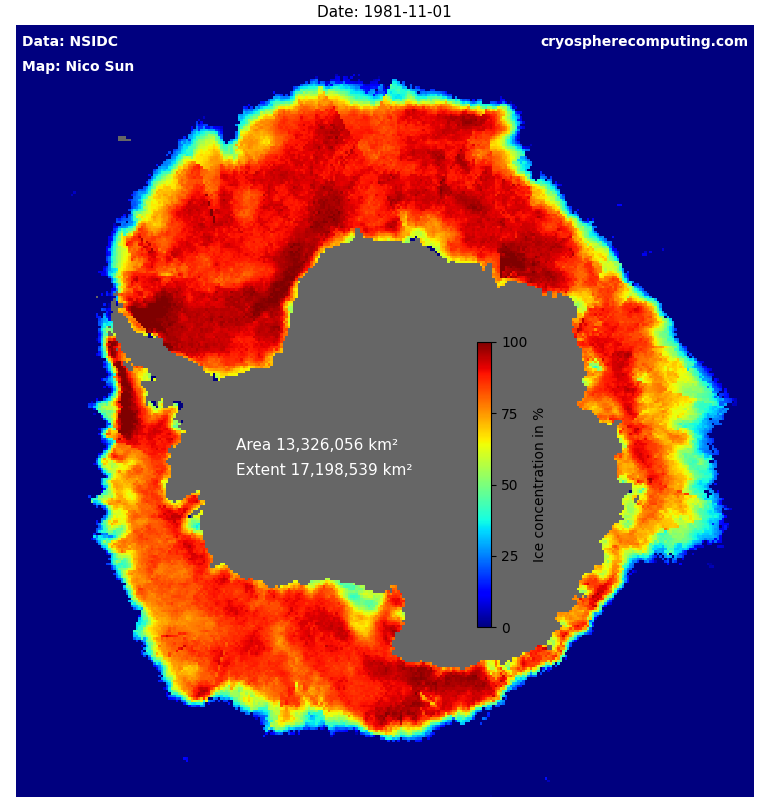 Date: 1981-11-01
Data: NSIDC
cryospherecomputing.com
Map: Nico Sun
100
75
50
25
0
Ice concentration in %
Area 13,326,056 km²
Extent 17,198,539 km²